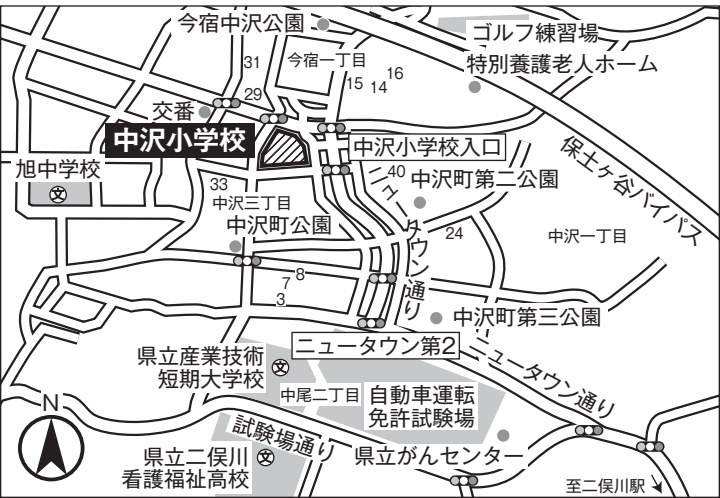 今宿中沢公園
ゴルフ練習場
今宿一丁目
特別養護老人ホーム
31
16
15
14
29
交番
中沢小学校
中沢小学校入口
保土ヶ谷バイパス
旭中学校
文
33
40
中沢三丁目
ニュータウン通り
中沢町第二公園
中沢町公園
24
中沢一丁目
8
7
3
中沢町第三公園
ニュータウン第2
ニュータウン通り
県立産業技術
短期大学校
文
中尾二丁目
自動車運転
免許試験場
N
試験場通り
県立二俣川
看護福祉高校
文
県立がんセンター
至二俣川駅